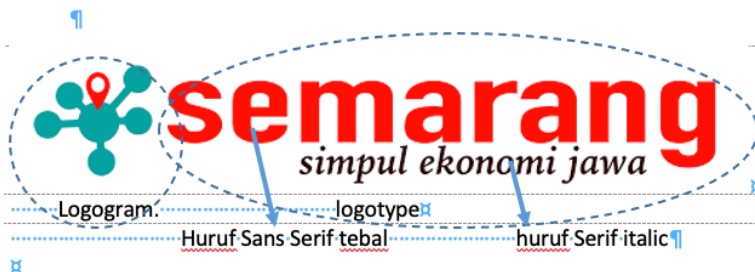 semarang
simpul ekonomi jawa
Logogram. logotype
Huruf Sans Serif tebal huruf Serif italic